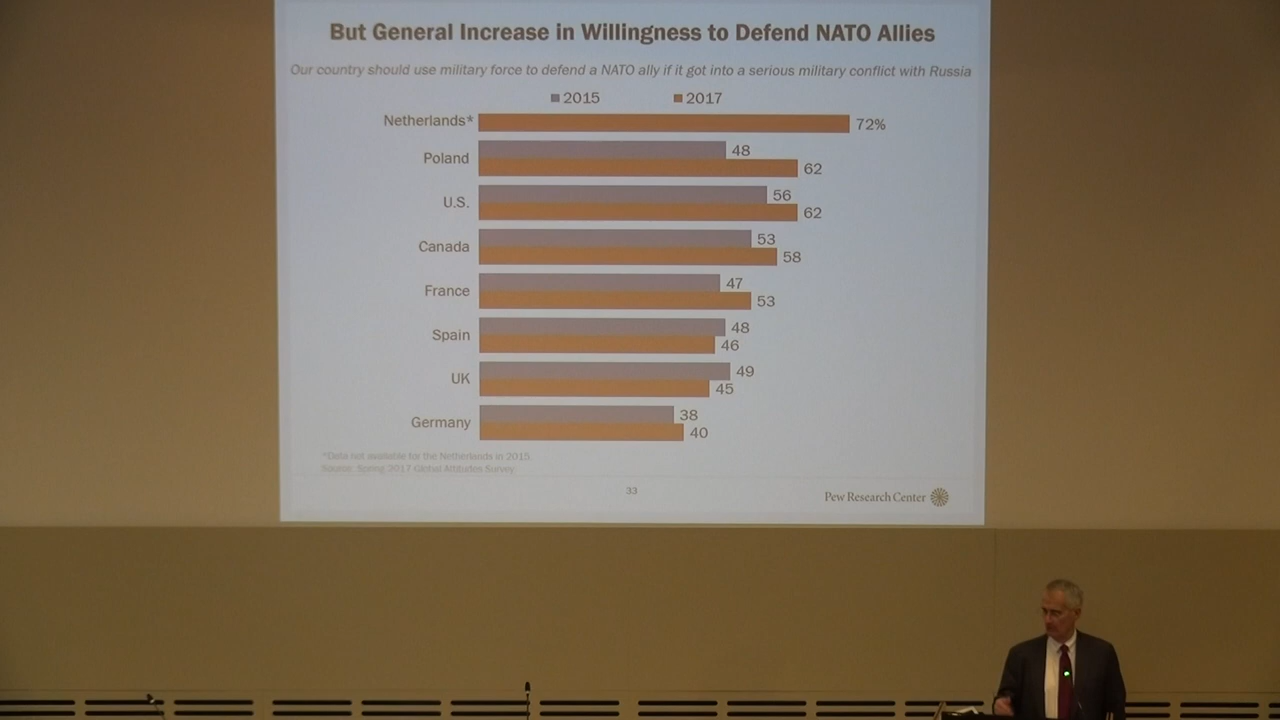 But General Increase in Willingness to Defend NATO Allies
Our country should use military force to defend a NATO ally if it got into a serious military conflict with Russia
2015 2017
Netherlands* 72%
Poland 48 62
U.S. 56 62
Canada 53 58
France 47 53
Spain 48 46
UK 49 45
Germany 38 40
*Data not available for the Netherlands in 2015.
Source: Spring 2017 Global Attitudes Survey.
33
Pew Research Center